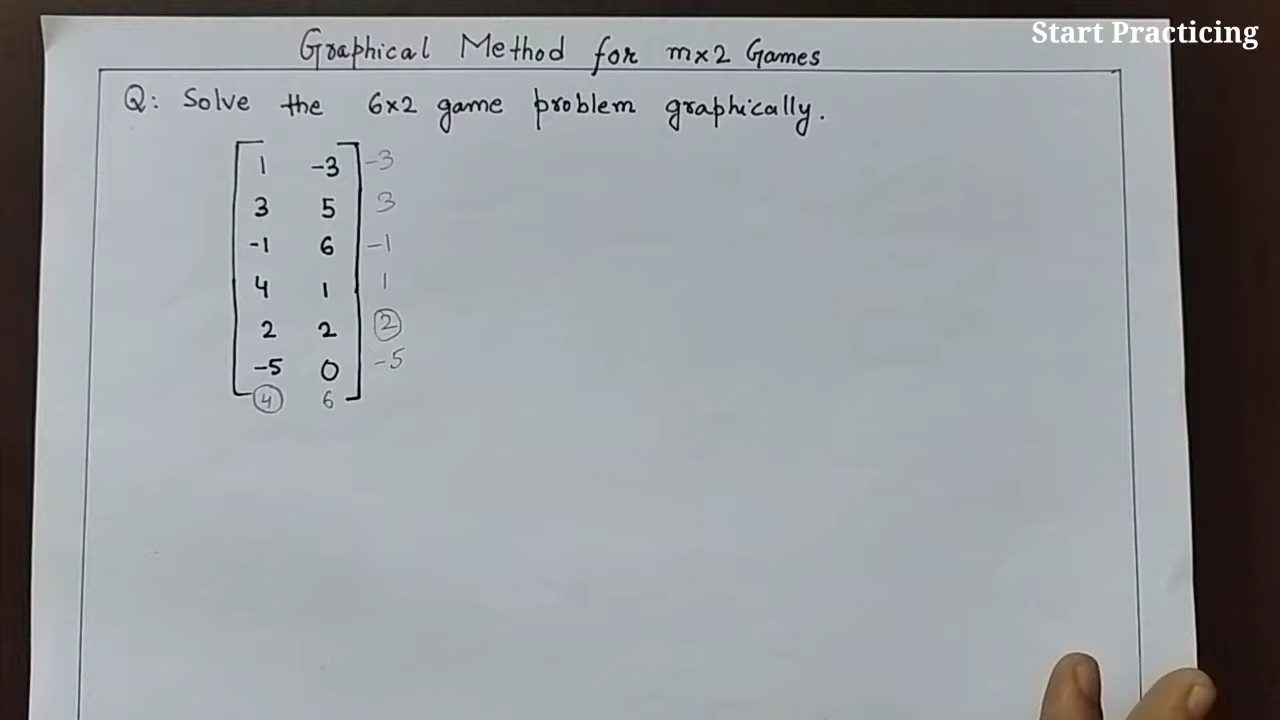 Start Practicing
Graphical Method for m×2 Games
Q: Solve the 6×2 game problem graphically.
1 -3 -3
3 5 3
-1 6 -1
4 1 1
2 2 2
-5 0 -5
4 6